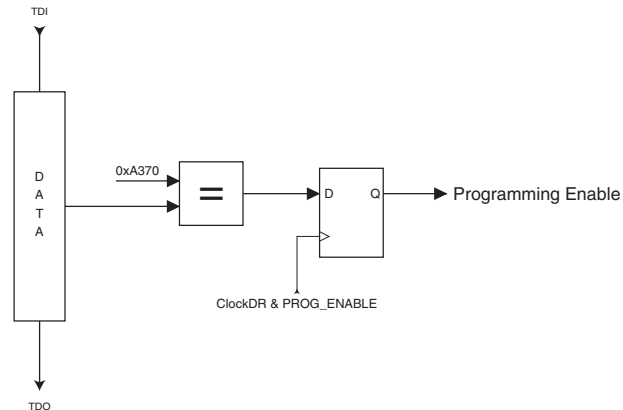 TDI
D
A
T
A
0xA370
=
D
Q
Programming Enable
ClockDR & PROG_ENABLE
TDO